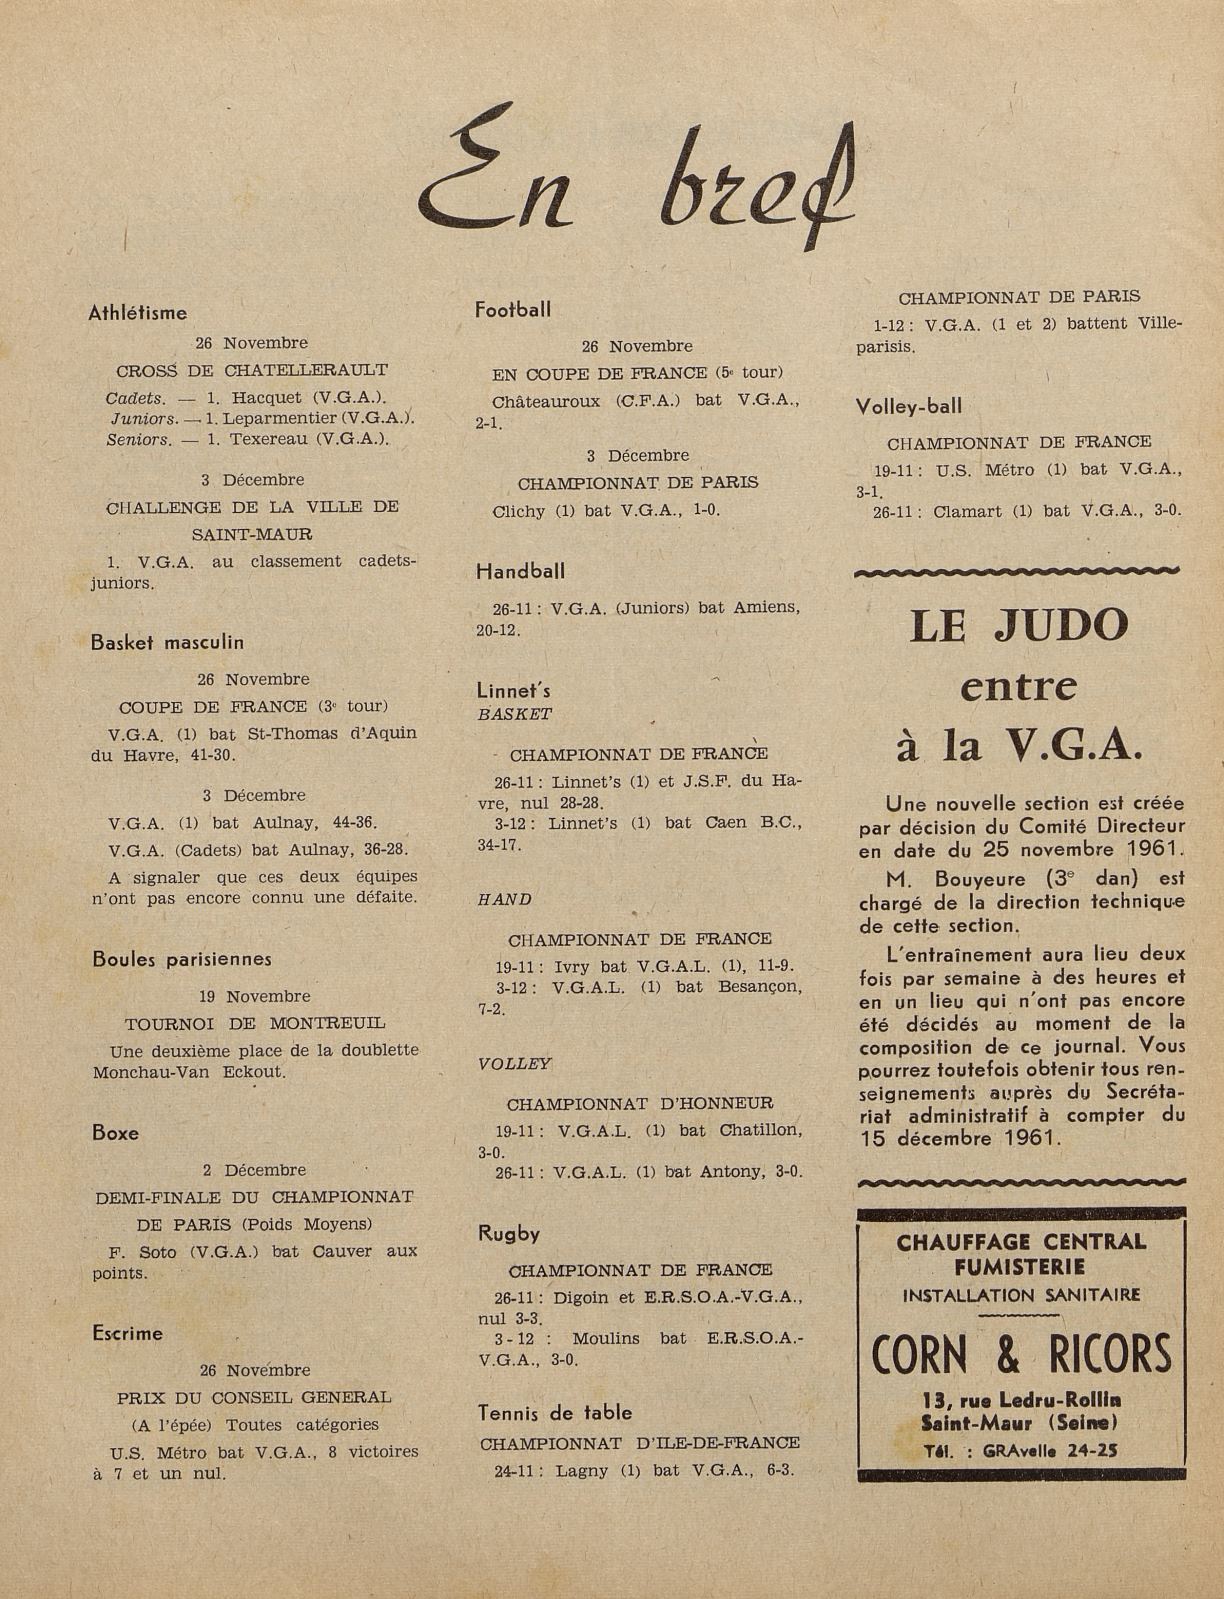 En bref
Athlétisme
26 Novembre
CROSS DE CHATELLERAULT
Cadets. — 1. Hacquet (V.G.A.).
Juniors. — 1. Leparmentier (V.G.A.).
Seniors. — 1. Texereau (V.G.A.).
3 Décembre
CHALLENGE DE LA VILLE DE
SAINT-MAUR
1. V.G.A. au classement cadets-
juniors.
Basket masculin
26 Novembre
COUPE DE FRANCE (3e tour)
V.G.A. (1) bat St-Thomas d'Aquin
du Havre, 41-30.
3 Décembre
V.G.A. (1) bat Aulnay, 44-36.
V.G.A. (Cadets) bat Aulnay, 36-28.
A signaler que ces deux équipes
n'ont pas encore connu une défaite.
Boules parisiennes
19 Novembre
TOURNOI DE MONTREUIL
Une deuxième place de la doublette
Monchau-Van Eckout.
Boxe
2 Décembre
DEMI-FINALE DU CHAMPIONNAT
DE PARIS (Poids Moyens)
F. Soto (V.G.A.) bat Cauver aux
points.
Escrime
26 Novembre
PRIX DU CONSEIL GENERAL
(A l'épée) Toutes catégories
U.S. Métro bat V.G.A., 8 victoires
à 7 et un nul.
Football
26 Novembre
EN COUPE DE FRANCE (5e tour)
Châteauroux (C.F.A.) bat V.G.A.,
2-1.
3 Décembre
CHAMPIONNAT DE PARIS
Clichy (1) bat V.G.A., 1-0.
Handball
26-11 : V.G.A. (Juniors) bat Amiens,
20-12.
Linnet's
BASKET
CHAMPIONNAT DE FRANCE
26-11 : Linnet's (1) et J.S.F. du Ha-
vre, nul 28-28.
3-12 : Linnet's (1) bat Caen B.C.,
34-17.
HAND
CHAMPIONNAT DE FRANCE
19-11 : Ivry bat V.G.A.L. (1), 11-9.
3-12 : V.G.A.L. (1) bat Besançon,
7-2.
VOLLEY
CHAMPIONNAT D'HONNEUR
19-11 : V.G.A.L. (1) bat Chatillon,
3-0.
26-11 : V.G.A.L. (1) bat Antony, 3-0.
Rugby
CHAMPIONNAT DE FRANCE
26-11 : Digoin et E.R.S.O.A.-V.G.A.,
nul 3-3.
3-12 : Moulins bat E.R.S.O.A.-
V.G.A., 3-0.
Tennis de table
CHAMPIONNAT D'ILE-DE-FRANCE
24-11 : Lagny (1) bat V.G.A., 6-3.
CHAMPIONNAT DE PARIS
1-12 : V.G.A. (1 et 2) battent Ville-
parisis.
Volley-ball
CHAMPIONNAT DE FRANCE
19-11 : U.S. Métro (1) bat V.G.A.,
3-1.
26-11 : Clamart (1) bat V.G.A., 3-0.
LE JUDO
entre
à la V.G.A.
Une nouvelle section est créée
par décision du Comité Directeur
en date du 25 novembre 1961.
M. Bouyeure (3e dan) est
chargé de la direction technique
de cette section.
L'entraînement aura lieu deux
fois par semaine à des heures et
en un lieu qui n'ont pas encore
été décidés au moment de la
composition de ce journal. Vous
pourrez toutefois obtenir tous ren-
seignements auprès du Secréta-
riat administratif à compter du
15 décembre 1961.
CHAUFFAGE CENTRAL
FUMISTERIE
INSTALLATION SANITAIRE
CORN & RICORS
13, rue Ledru-Rollin
Saint-Maur (Seine)
Tél. : GRAvelle 24-25